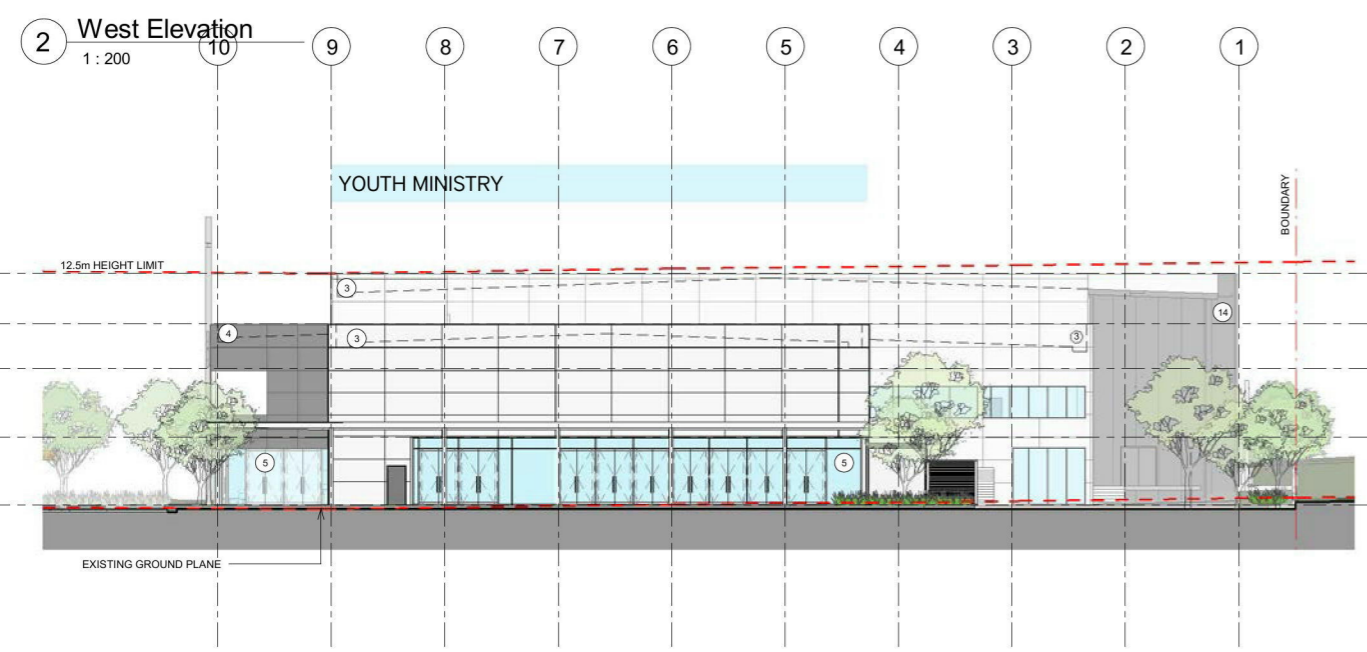 2 West Elevation
1 : 200
10 9 8 7 6 5 4 3 2 1
YOUTH MINISTRY
BOUNDARY
12.5m HEIGHT LIMIT
3
14
4
3
3
5
5
EXISTING GROUND PLANE